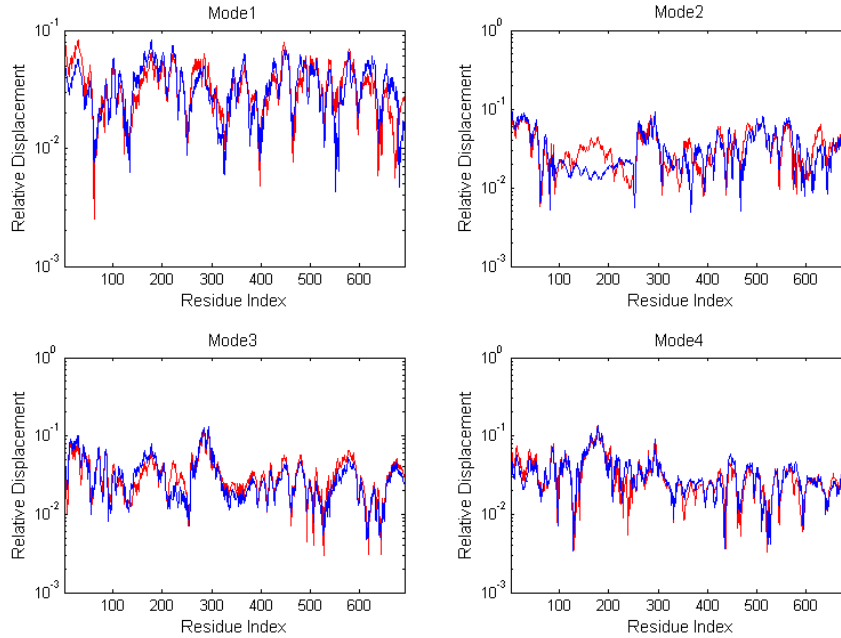 Mode1
10^-1
10^-2
10^-3
Relative Displacement
100 200 300 400 500 600
Residue Index
Mode2
10^0
10^-1
10^-2
10^-3
Relative Displacement
100 200 300 400 500 600
Residue Index
Mode3
10^0
10^-1
10^-2
10^-3
Relative Displacement
100 200 300 400 500 600
Residue Index
Mode4
10^0
10^-1
10^-2
10^-3
Relative Displacement
100 200 300 400 500 600
Residue Index